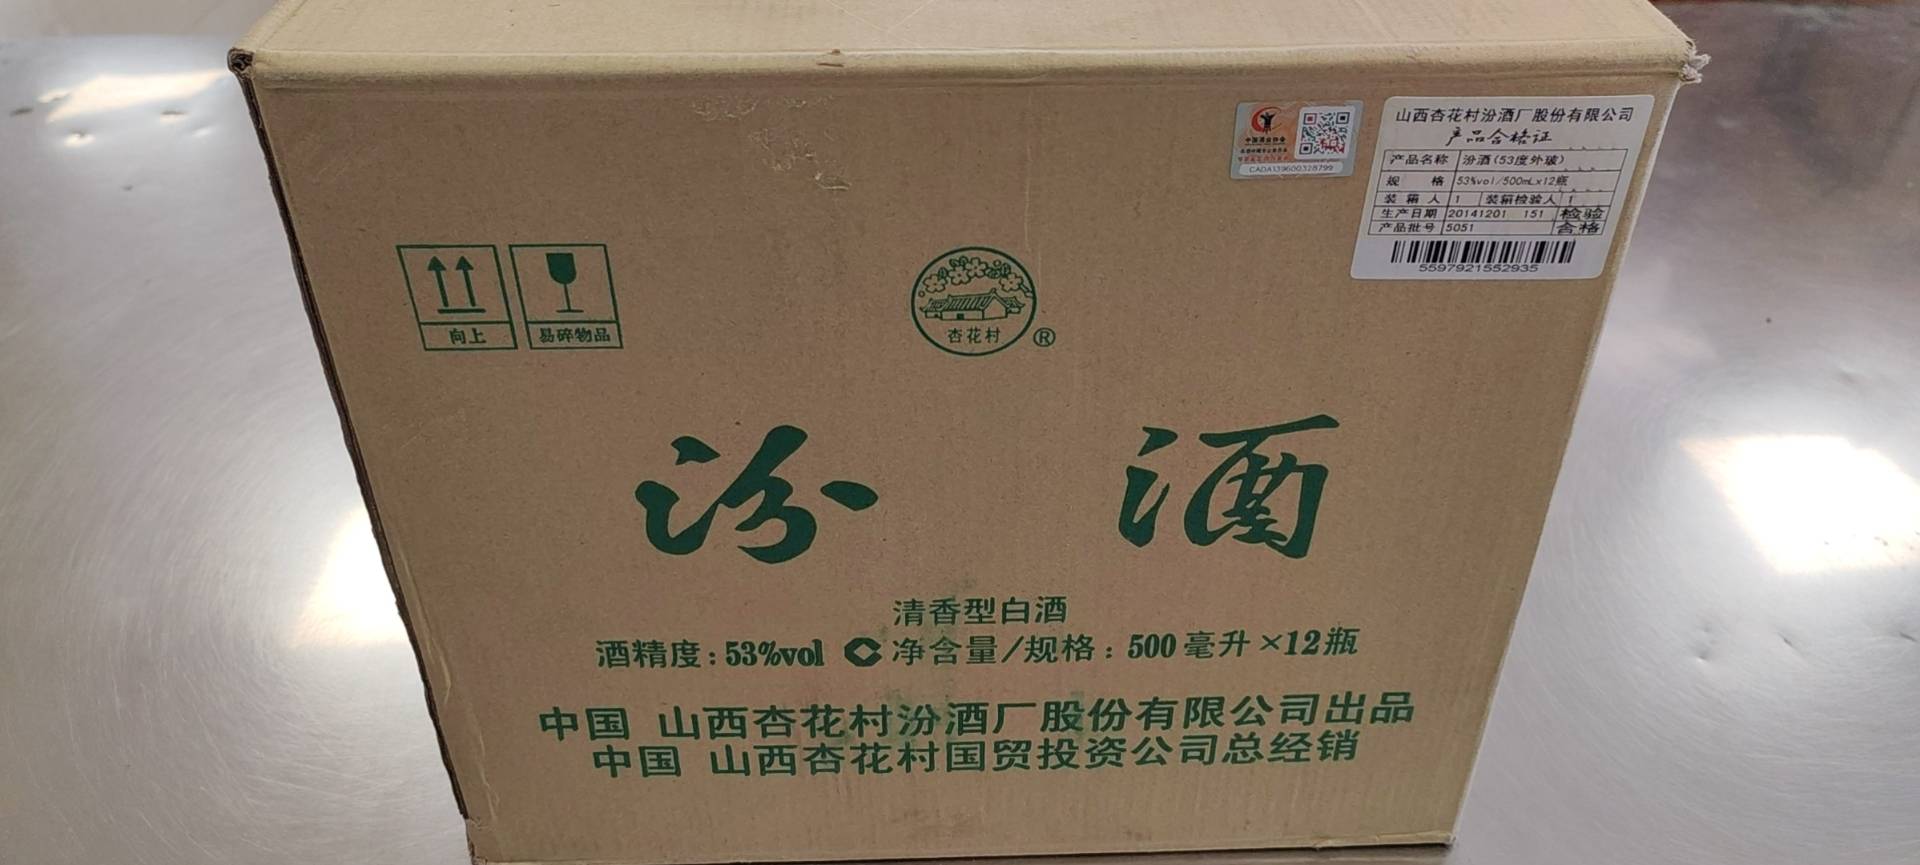 中国酒业协会
CADA139600328799
山西杏花村汾酒厂股份有限公司
产品合格证
产品名称 汾酒(53度外玻)
规 格 53%vol/500mLx12瓶
装箱人 1 装箱检验人 1
生产日期 20141201 151 检验
产品批号 5051 合格
5597921552935
向上 易碎物品
杏花村 ®
汾酒
清香型白酒
酒精度:53%vol 净含量/规格:500毫升×12瓶
中国 山西杏花村汾酒厂股份有限公司出品
中国 山西杏花村国贸投资公司总经销